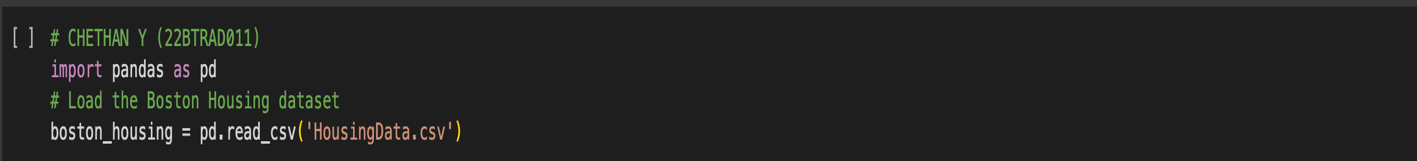 [ ] # CHETHAN Y (22BTRAD011)
import pandas as pd
# Load the Boston Housing dataset
boston_housing = pd.read_csv('HousingData.csv')